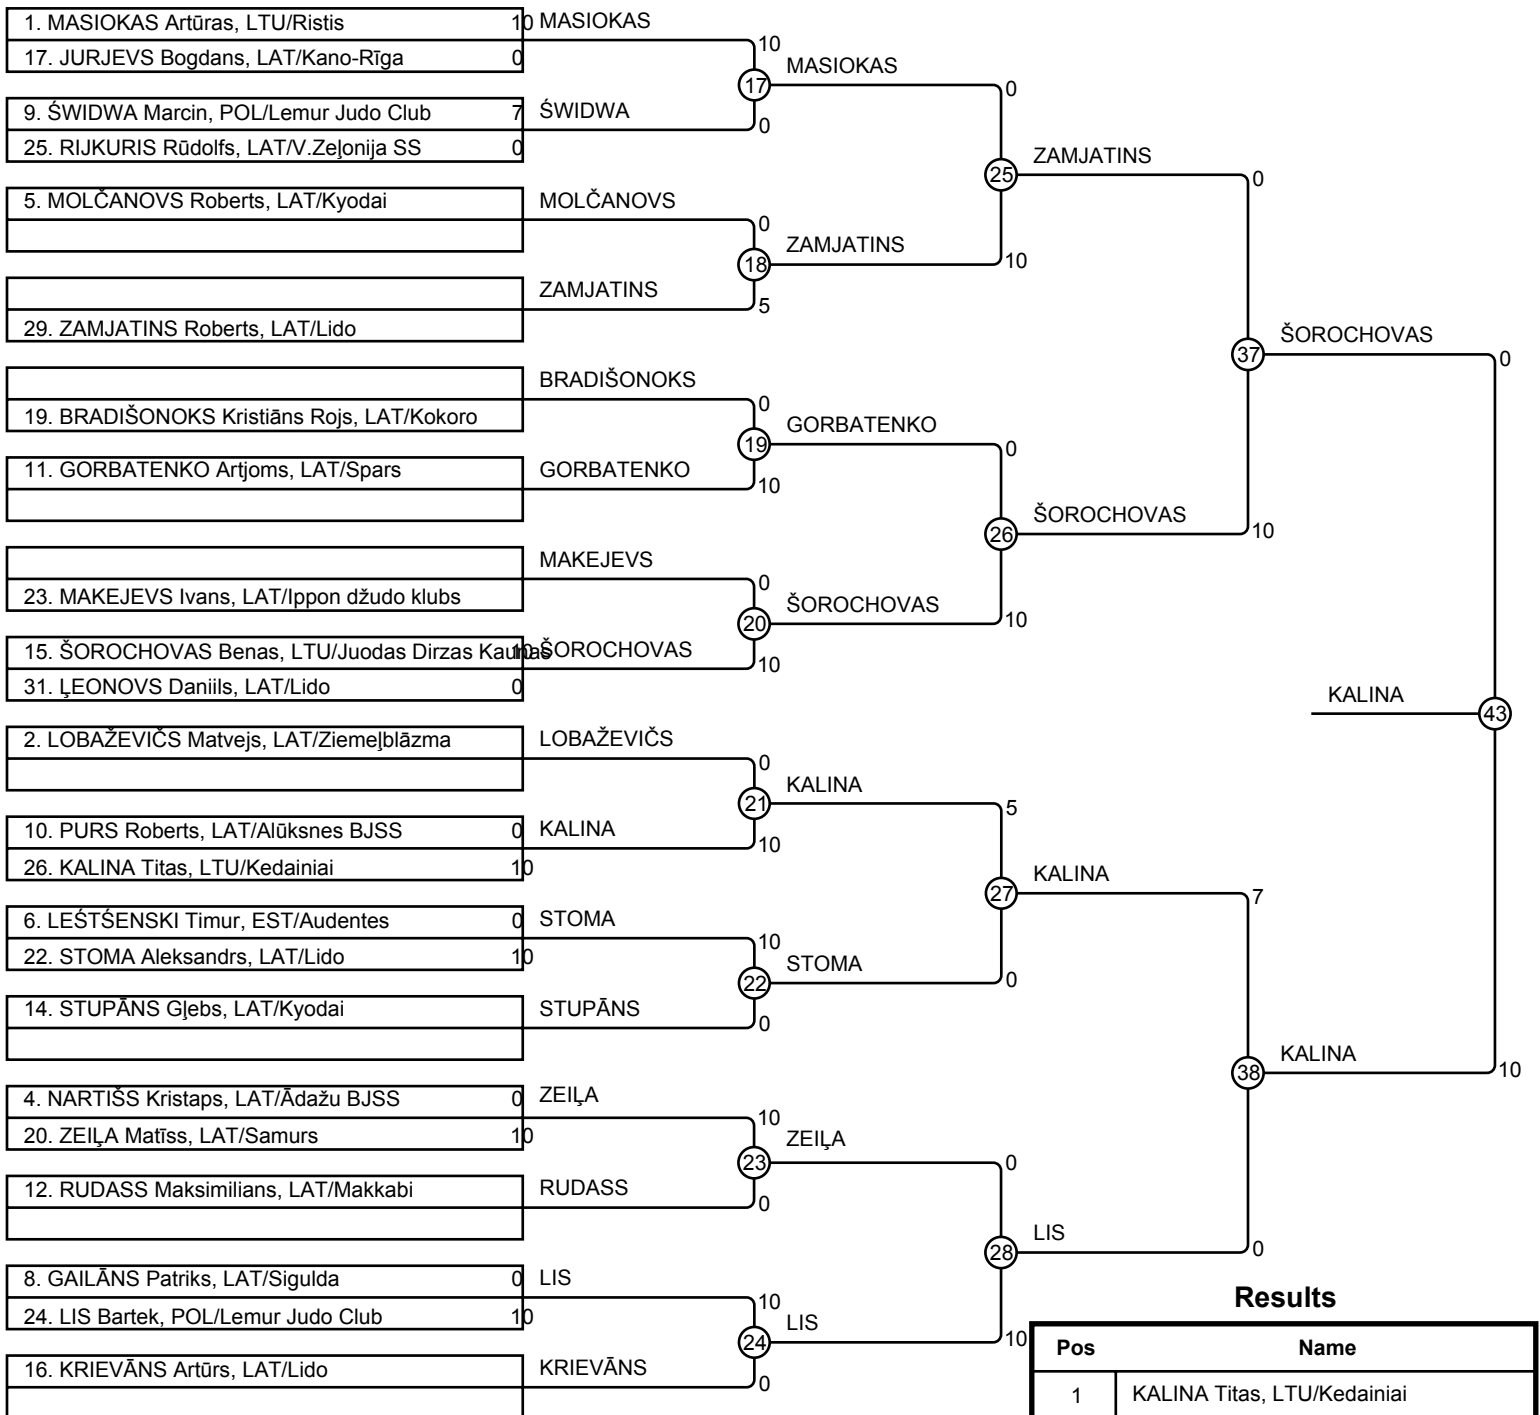 1. MASIOKAS Artūras, LTU/Ristis 10 MASIOKAS
17. JURJEVS Bogdans, LAT/Kano-Rīga 0
10
17
MASIOKAS
0
9. ŚWIDWA Marcin, POL/Lemur Judo Club 7 ŚWIDWA
25. RIJKURIS Rūdolfs, LAT/V.Zeļonija SS 0
0
25
ZAMJATINS
0
5. MOLČANOVS Roberts, LAT/Kyodai MOLČANOVS
0
18
ZAMJATINS
10
ZAMJATINS
29. ZAMJATINS Roberts, LAT/Lido
5
37
ŠOROCHOVAS
0
BRADIŠONOKS
19. BRADIŠONOKS Kristiāns Rojs, LAT/Kokoro
0
19
GORBATENKO
0
11. GORBATENKO Artjoms, LAT/Spars GORBATENKO
10
26
ŠOROCHOVAS
10
MAKEJEVS
23. MAKEJEVS Ivans, LAT/Ippon džudo klubs
0
20
ŠOROCHOVAS
10
15. ŠOROCHOVAS Benas, LTU/Juodas Dirzas Kaunas 10 ŠOROCHOVAS
31. ĻEONOVS Daniils, LAT/Lido 0
10
KALINA
43
2. LOBAŽEVIČS Matvejs, LAT/Ziemeļblāzma LOBAŽEVIČS
0
21
KALINA
5
10. PURS Roberts, LAT/Alūksnes BJSS 0 KALINA
26. KALINA Titas, LTU/Kedainiai 10
10
27
KALINA
7
6. LEŚTŚENSKI Timur, EST/Audentes 0 STOMA
22. STOMA Aleksandrs, LAT/Lido 10
10
22
STOMA
0
14. STUPĀNS Gļebs, LAT/Kyodai STUPĀNS
0
38
KALINA
10
4. NARTIŠS Kristaps, LAT/Ādažu BJSS 0 ZEIĻA
20. ZEIĻA Matīss, LAT/Samurs 10
10
23
ZEIĻA
0
12. RUDASS Maksimilians, LAT/Makkabi RUDASS
0
28
LIS
0
8. GAILĀNS Patriks, LAT/Sigulda 0 LIS
24. LIS Bartek, POL/Lemur Judo Club 10
10
24
LIS
10
16. KRIEVĀNS Artūrs, LAT/Lido KRIEVĀNS
0
Results
Pos Name
1 KALINA Titas, LTU/Kedainiai